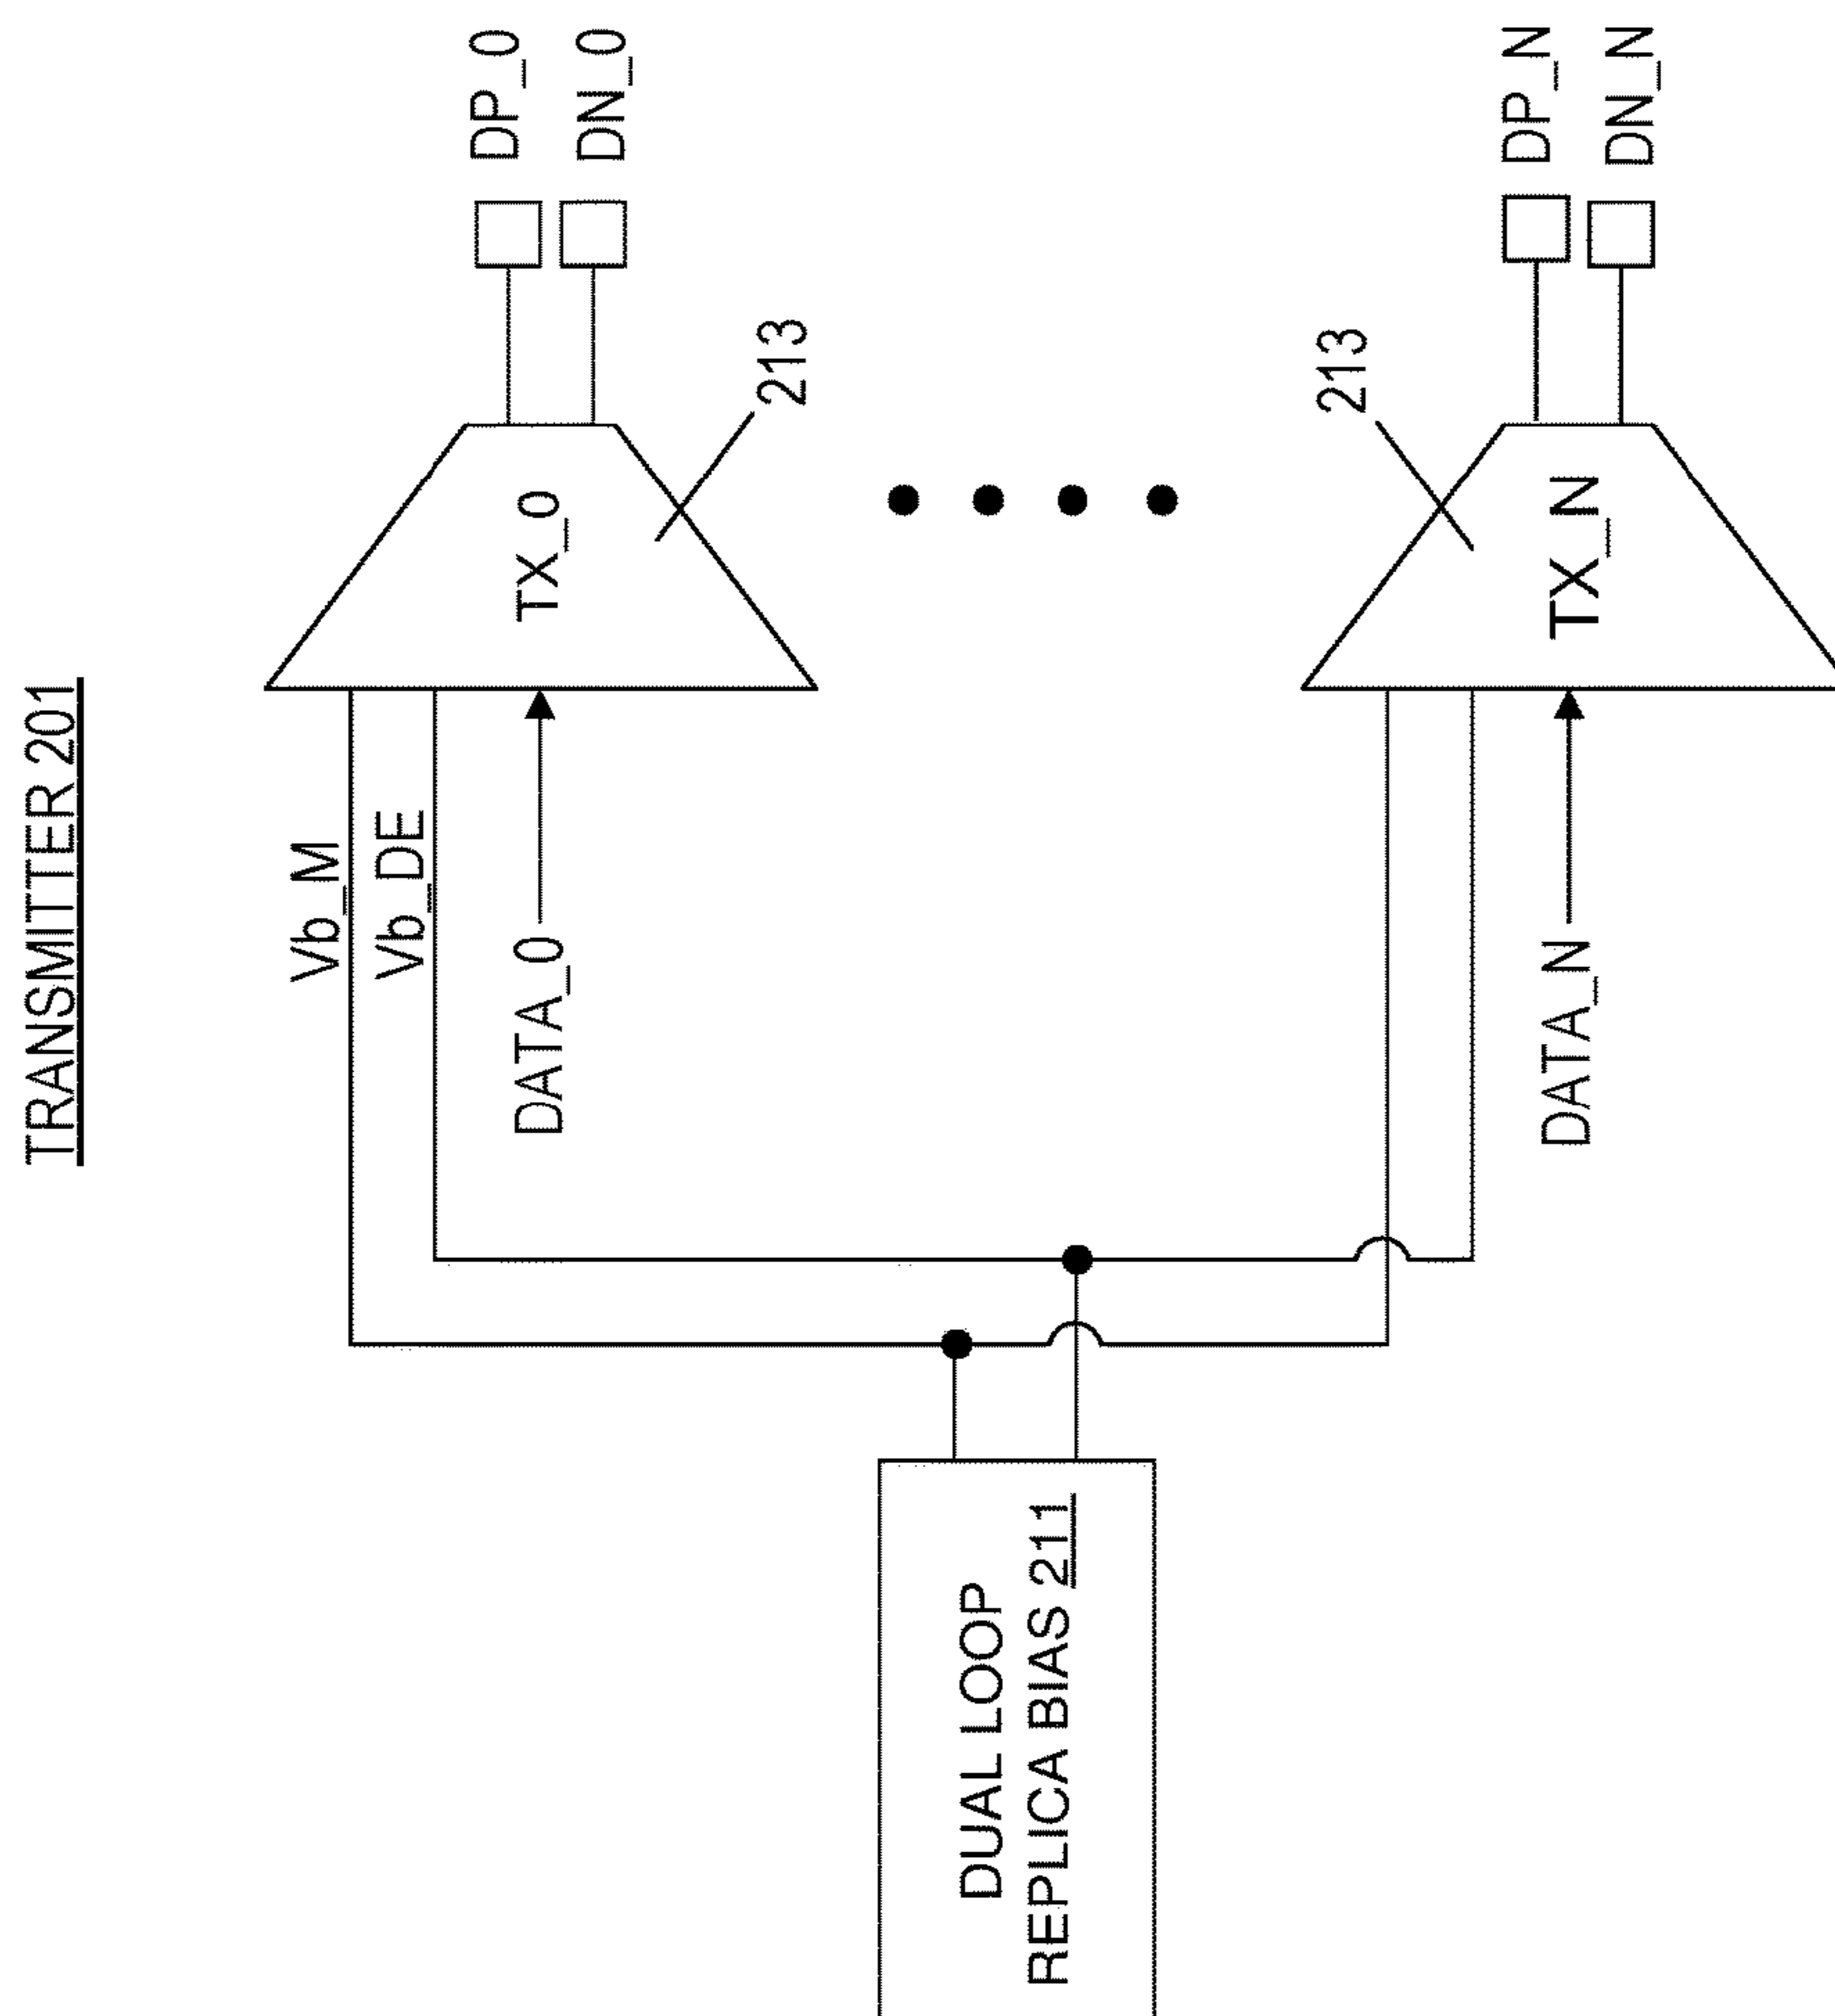 TRANSMITTER 201
Vb_M
Vb_DE
DATA_0
TX_0
213
DP_0
DN_0
DUAL LOOP
REPLICA BIAS 211
213
DATA_N
TX_N
DP_N
DN_N